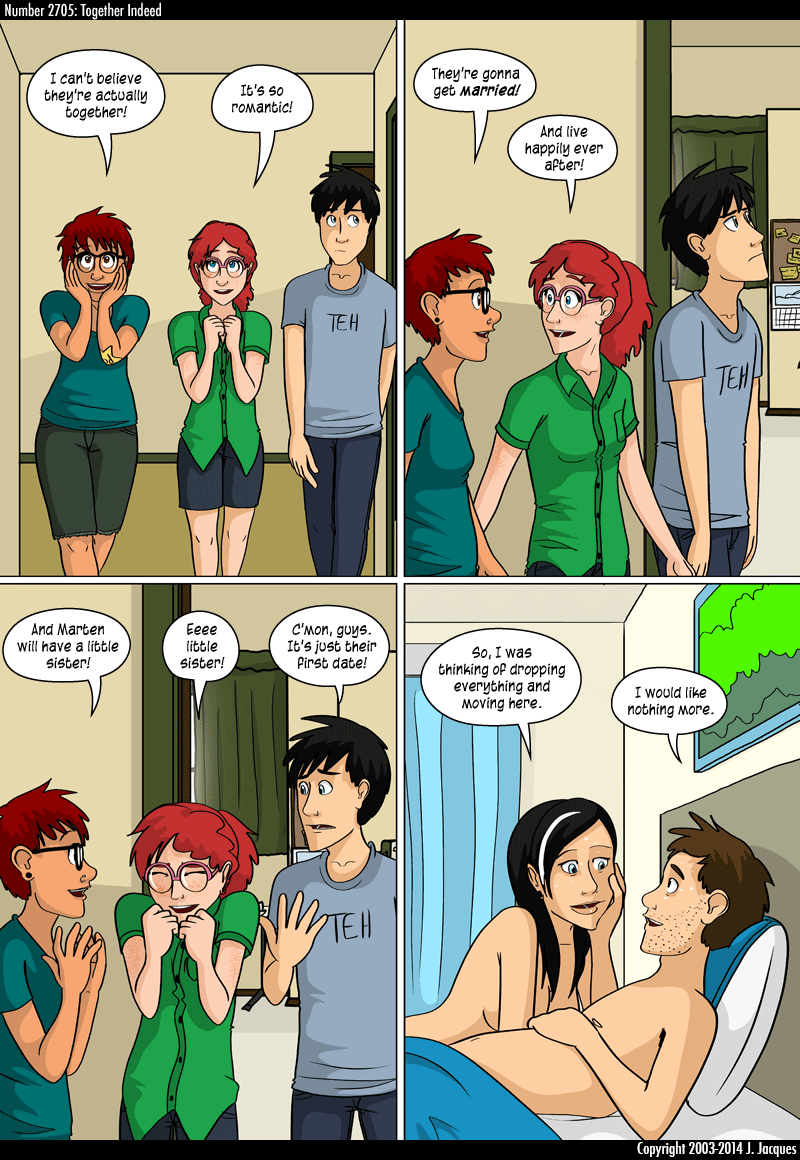 Number 2705: Together Indeed
I can't believe
they're actually
together!
It's so
romantic!
TEH
They're gonna
get married!
And live
happily ever
after!
TEH
And Marten
will have a little
sister!
Eeee
little
sister!
C'mon, guys.
It's just their
first date!
TEH
So, I was
thinking of dropping
everything and
moving here.
I would like
nothing more.
Copyright 2003-2014 J. Jacques